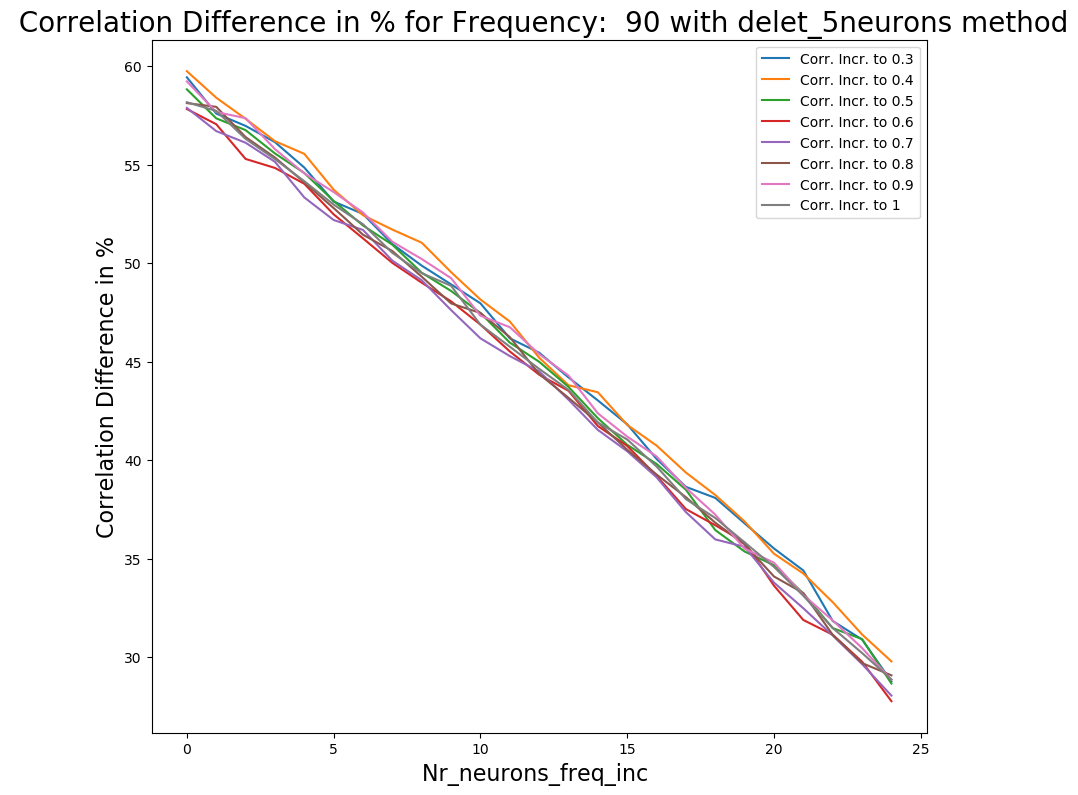 Correlation Difference in % for Frequency:  90 with delet_5neurons method
Corr. Incr. to 0.3
Corr. Incr. to 0.4
Corr. Incr. to 0.5
Corr. Incr. to 0.6
Corr. Incr. to 0.7
Corr. Incr. to 0.8
Corr. Incr. to 0.9
Corr. Incr. to 1
Correlation Difference in %
60
55
50
45
40
35
30
0
5
10
15
20
25
Nr_neurons_freq_inc